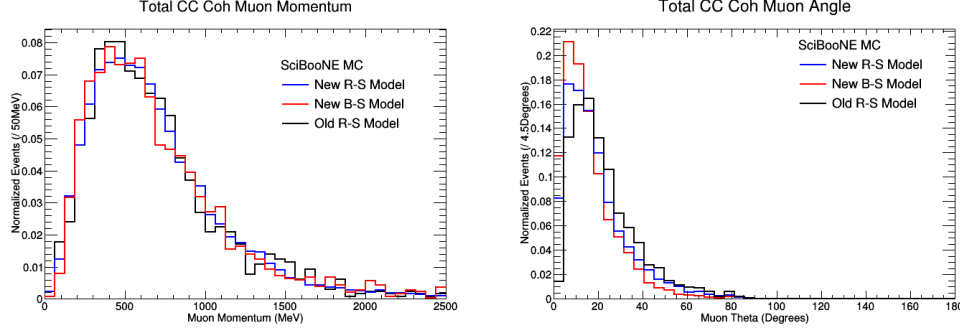 Total CC Coh Muon Momentum
Normalized Events (/ 50MeV)
0.08
0.07
0.06
0.05
0.04
0.03
0.02
0.01
0
SciBooNE MC
New R-S Model
New B-S Model
Old R-S Model
0 500 1000 1500 2000 2500
Muon Momentum (MeV)
Total CC Coh Muon Angle
Normalized Events (/ 4.5Degrees)
0.22
0.2
0.18
0.16
0.14
0.12
0.1
0.08
0.06
0.04
0.02
0
SciBooNE MC
New R-S Model
New B-S Model
Old R-S Model
0 20 40 60 80 100 120 140 160 180
Muon Theta (Degrees)